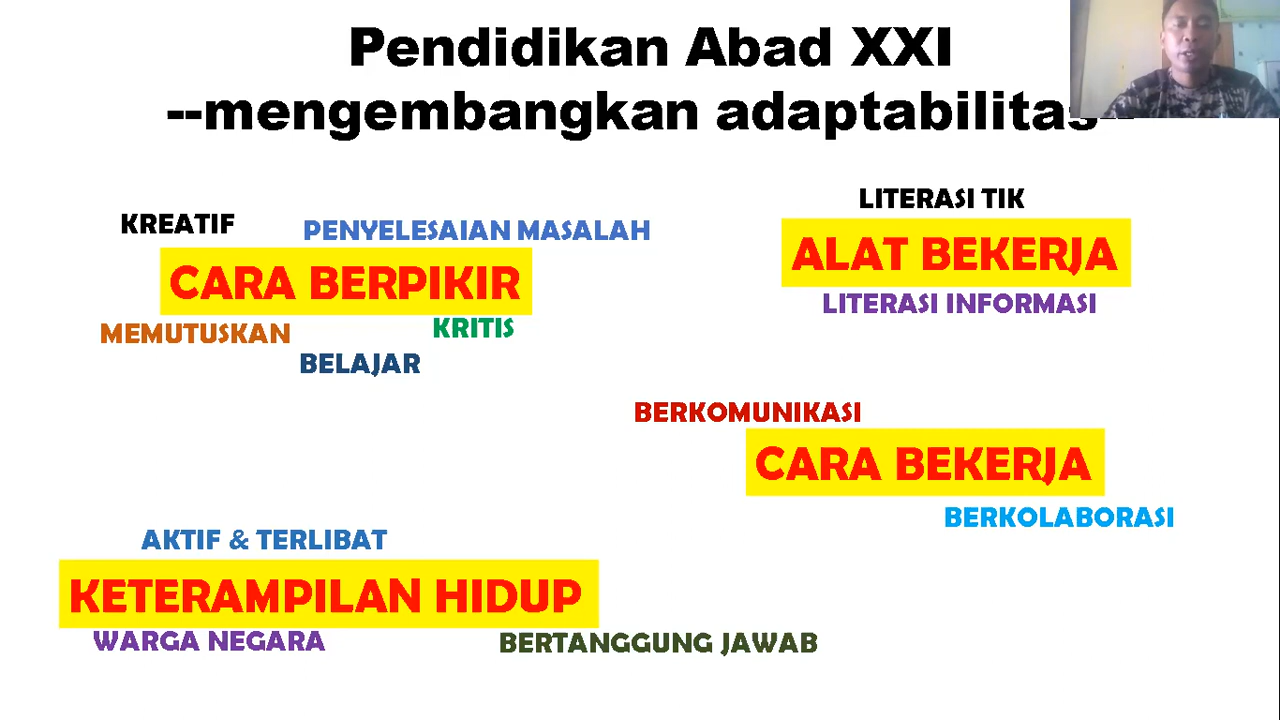 Pendidikan Abad XXI
--mengembangkan adaptabilitas--
KREATIF
PENYELESAIAN MASALAH
CARA BERPIKIR
MEMUTUSKAN
KRITIS
BELAJAR
LITERASI TIK
ALAT BEKERJA
LITERASI INFORMASI
BERKOMUNIKASI
CARA BEKERJA
BERKOLABORASI
AKTIF & TERLIBAT
KETERAMPILAN HIDUP
WARGA NEGARA
BERTANGGUNG JAWAB